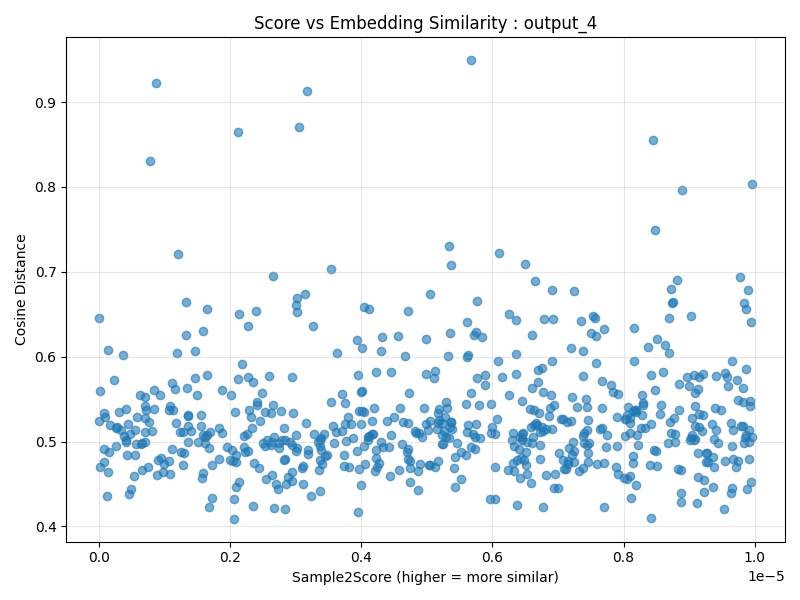 Score vs Embedding Similarity : output_4
Cosine Distance
0.9
0.8
0.7
0.6
0.5
0.4
0.0 0.2 0.4 0.6 0.8 1.0
1e−5
Sample2Score (higher = more similar)